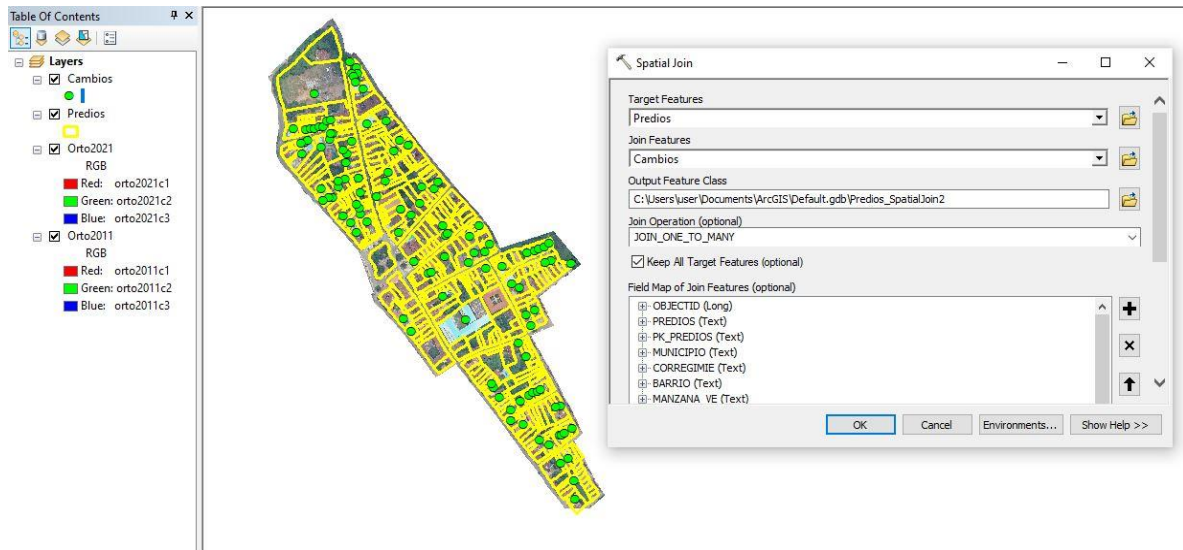 Table Of Contents
Layers
Cambios
Predios
Orto2021
RGB
Red: orto2021c1
Green: orto2021c2
Blue: orto2021c3
Orto2011
RGB
Red: orto2011c1
Green: orto2011c2
Blue: orto2011c3
Spatial Join
Target Features
Predios
Join Features
Cambios
Output Feature Class
C:\Users\user\Documents\ArcGIS\Default.gdb\Predios_SpatialJoin2
Join Operation (optional)
JOIN_ONE_TO_MANY
Keep All Target Features (optional)
Field Map of Join Features (optional)
OBJECTID (Long)
PREDIOS (Text)
PK_PREDIOS (Text)
MUNICIPIO (Text)
CORREGIMIE (Text)
BARRIO (Text)
MANZANA_VE (Text)
OK Cancel Environments... Show Help >>